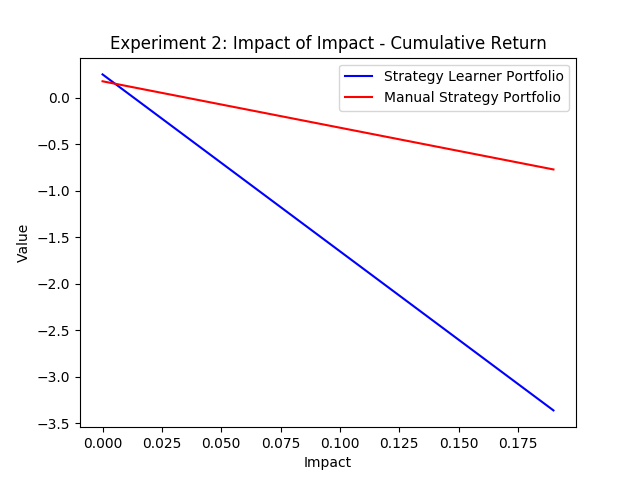 Experiment 2: Impact of Impact - Cumulative Return
Strategy Learner Portfolio
Manual Strategy Portfolio
0.0
−0.5
−1.0
−1.5
−2.0
−2.5
−3.0
−3.5
Value
0.000 0.025 0.050 0.075 0.100 0.125 0.150 0.175
Impact